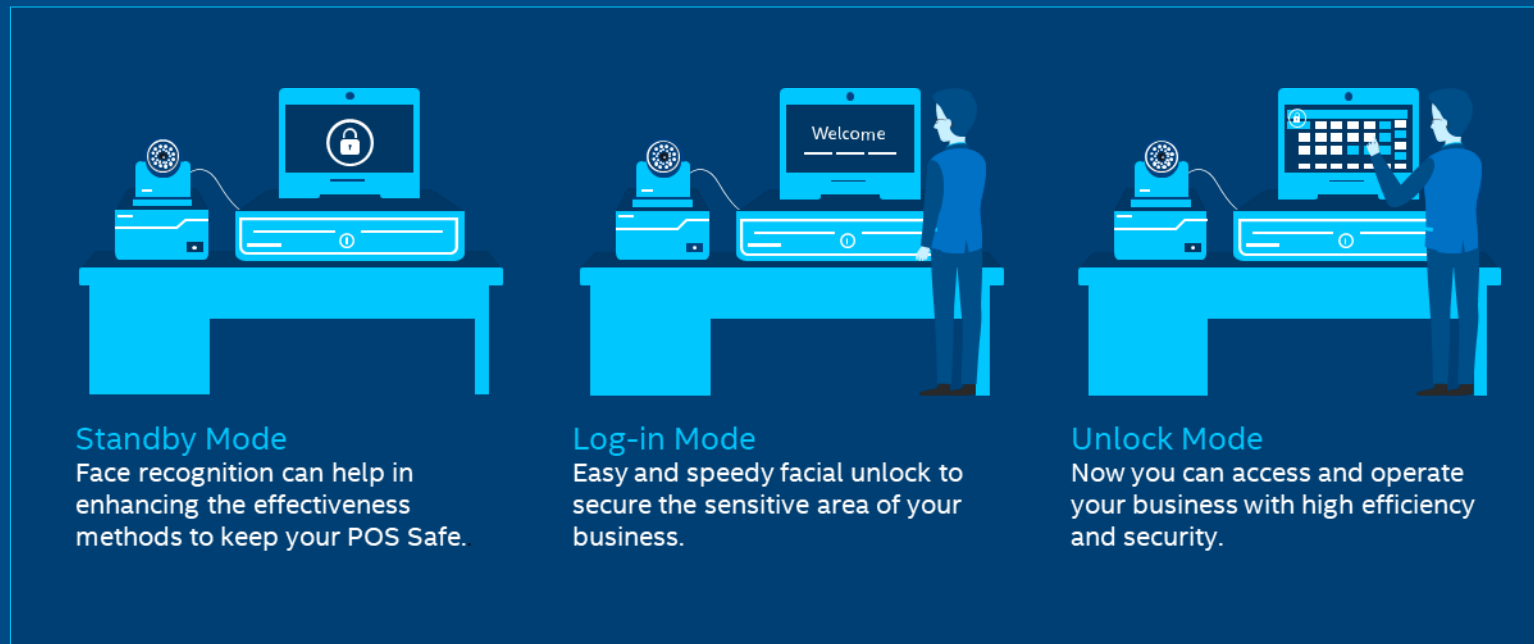 Welcome
Standby Mode
Face recognition can help in
enhancing the effectiveness
methods to keep your POS Safe.
Log-in Mode
Easy and speedy facial unlock to
secure the sensitive area of your
business.
Unlock Mode
Now you can access and operate
your business with high efficiency
and security.